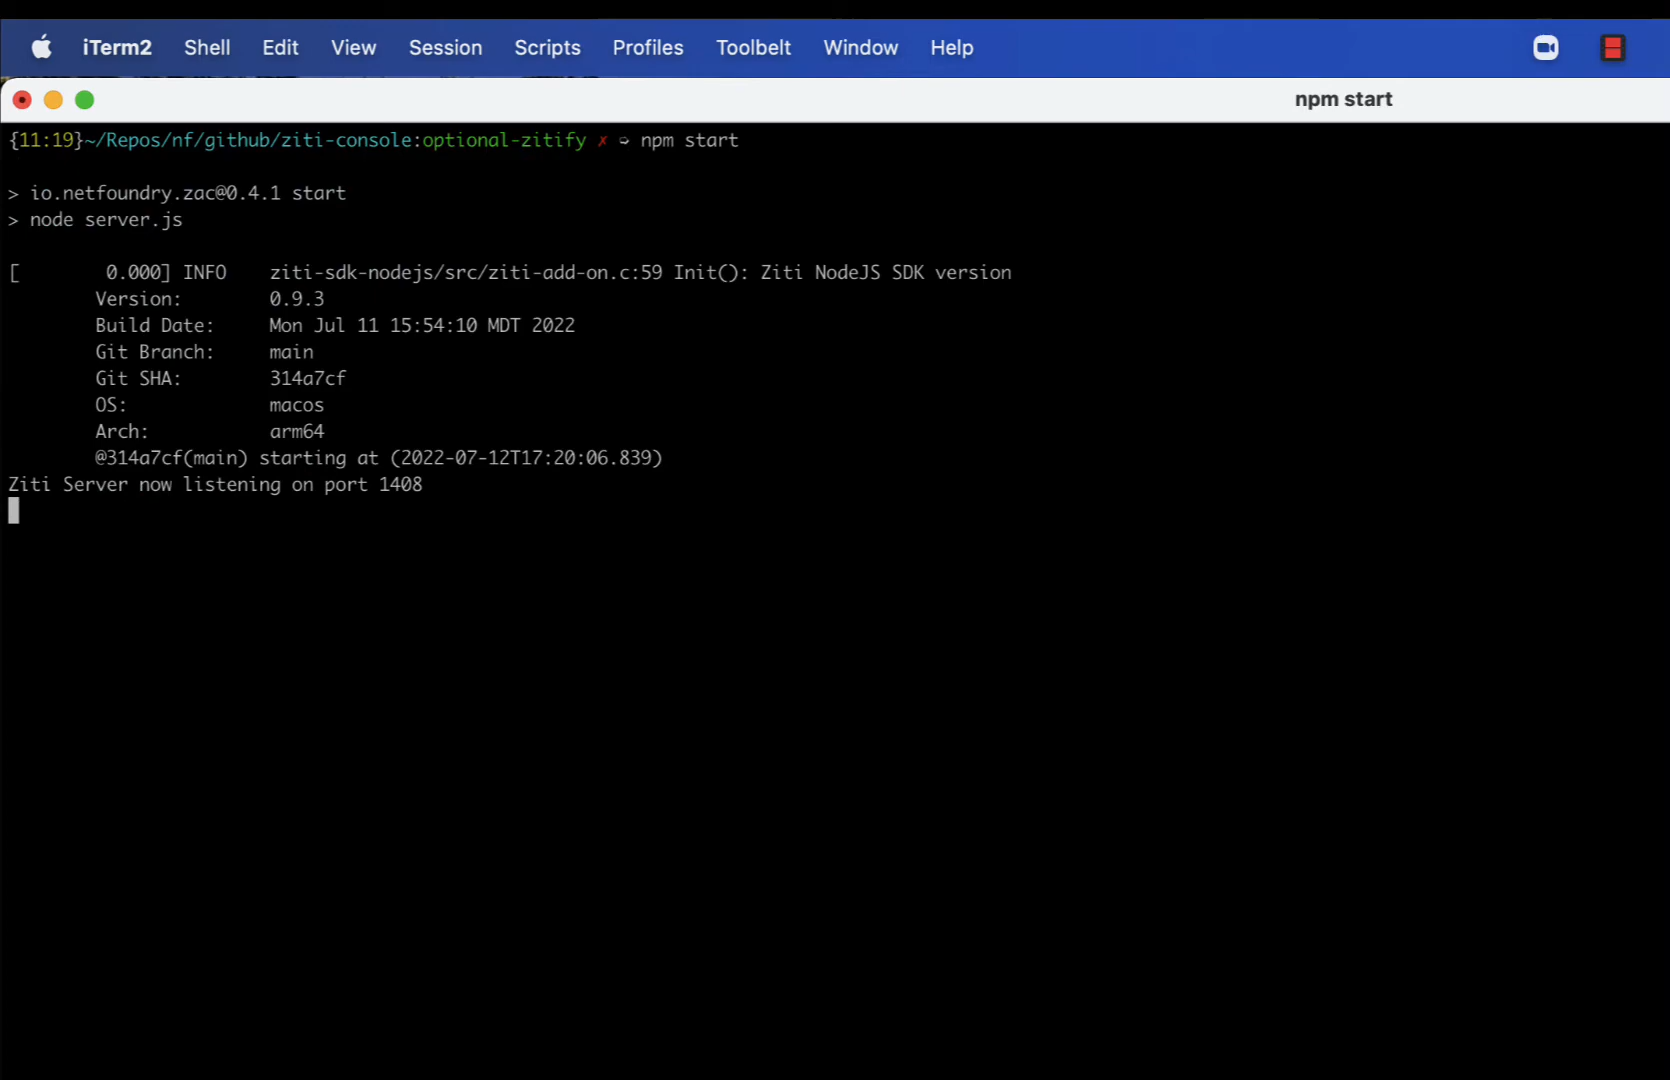 iTerm2 Shell Edit View Session Scripts Profiles Toolbelt Window Help
npm start
{11:19}~/Repos/nf/github/ziti-console:optional-zitify ✗ ➭ npm start
> io.netfoundry.zac@0.4.1 start
> node server.js
[        0.000] INFO    ziti-sdk-nodejs/src/ziti-add-on.c:59 Init(): Ziti NodeJS SDK version
Version:        0.9.3
Build Date:     Mon Jul 11 15:54:10 MDT 2022
Git Branch:     main
Git SHA:        314a7cf
OS:             macos
Arch:           arm64
@314a7cf(main) starting at (2022-07-12T17:20:06.839)
Ziti Server now listening on port 1408